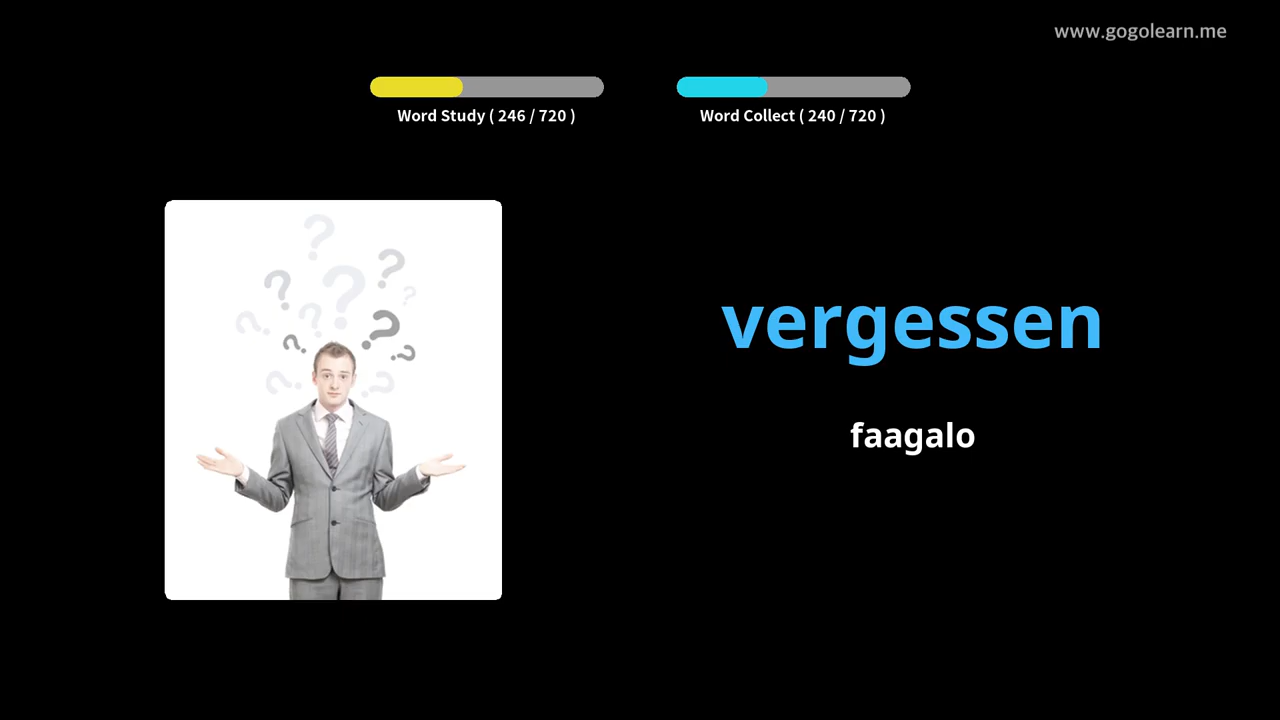 www.gogolearn.me
Word Study ( 246 / 720 )
Word Collect ( 240 / 720 )
? ? ? ? ? ? ? ? ? ? ? ?
vergessen
faagalo